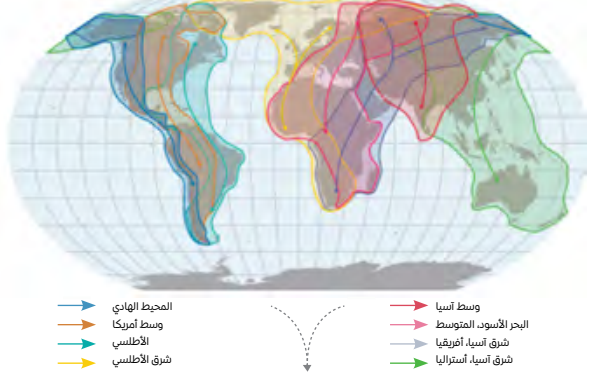 وسط آسيا
البحر الأسود، المتوسط
شرق آسيا، أفريقيا
شرق آسيا، أستراليا
المحيط الهادي
وسط أمريكا
الأطلسي
شرق الأطلسي